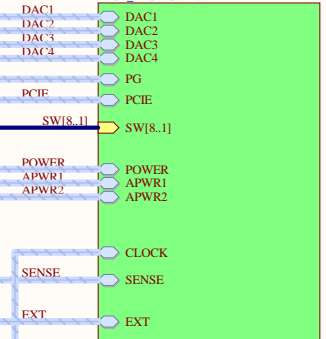 DAC1 DAC1
DAC2 DAC2
DAC3 DAC3
DAC4 DAC4
PG
PCIE PCIE
SW[8..1] SW[8..1]
POWER POWER
APWR1 APWR1
APWR2 APWR2
CLOCK
SENSE SENSE
EXT EXT